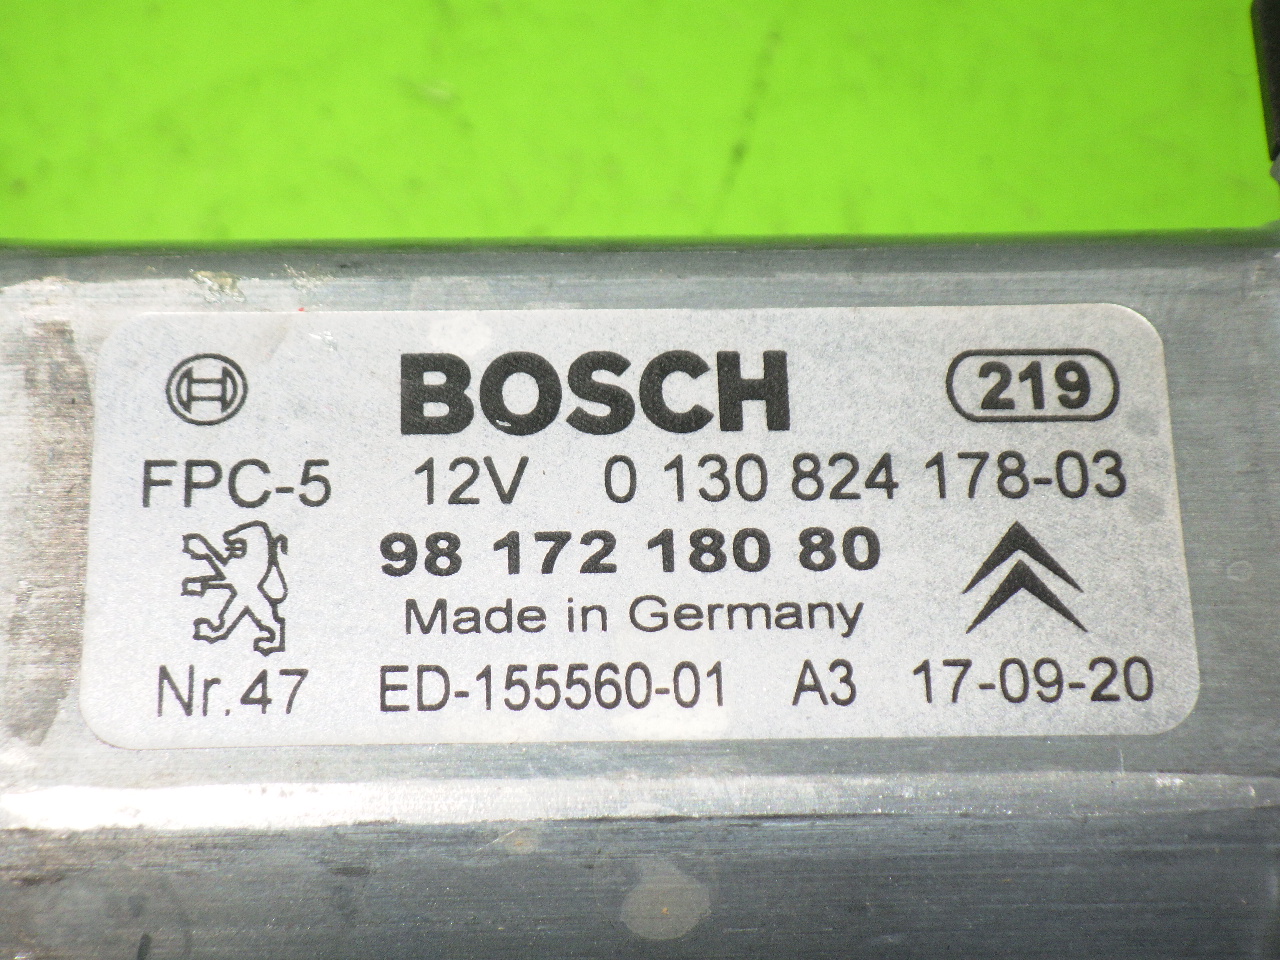 BOSCH 219
FPC-5 12V 0 130 824 178-03
98 172 180 80
Made in Germany
Nr.47 ED-155560-01 A3 17-09-20